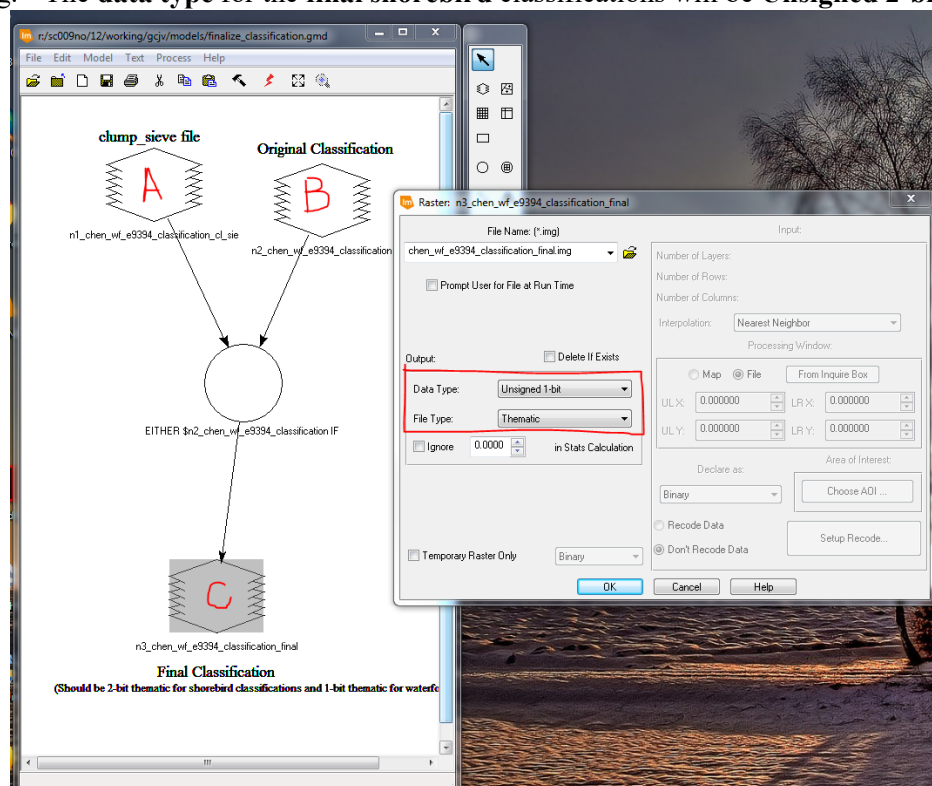 g. The data type for the final shorebird classifications will be Unsigned 2-bi
r:/sc009no/12/working/gcjv/models/finalize_classification.gmd
File Edit Model Text Process Help
clump_sieve file
Original Classification
A
B
n1_chen_wf_e9394_classification_cl_sie
n2_chen_wf_e9394_classification
EITHER $n2_chen_wf_e9394_classification IF
C
n3_chen_wf_e9394_classification_final
Final Classification
(Should be 2-bit thematic for shorebird classifications and 1-bit thematic for waterfo
Raster: n3_chen_wf_e9394_classification_final
File Name: (*.img)
chen_wf_e9394_classification_final.img
Prompt User for File at Run Time
Output:
Delete If Exists
Data Type:
Unsigned 1-bit
File Type:
Thematic
Ignore
0.0000
in Stats Calculation
Temporary Raster Only
Binary
Input:
Number of Layers:
Number of Rows:
Number of Columns:
Interpolation:
Nearest Neighbor
Processing Window:
Map
File
From Inquire Box
UL X:
0.000000
LR X:
0.000000
UL Y:
0.000000
LR Y:
0.000000
Declare as:
Area of Interest:
Binary
Choose AOI ...
Recode Data
Don't Recode Data
Setup Recode...
OK
Cancel
Help